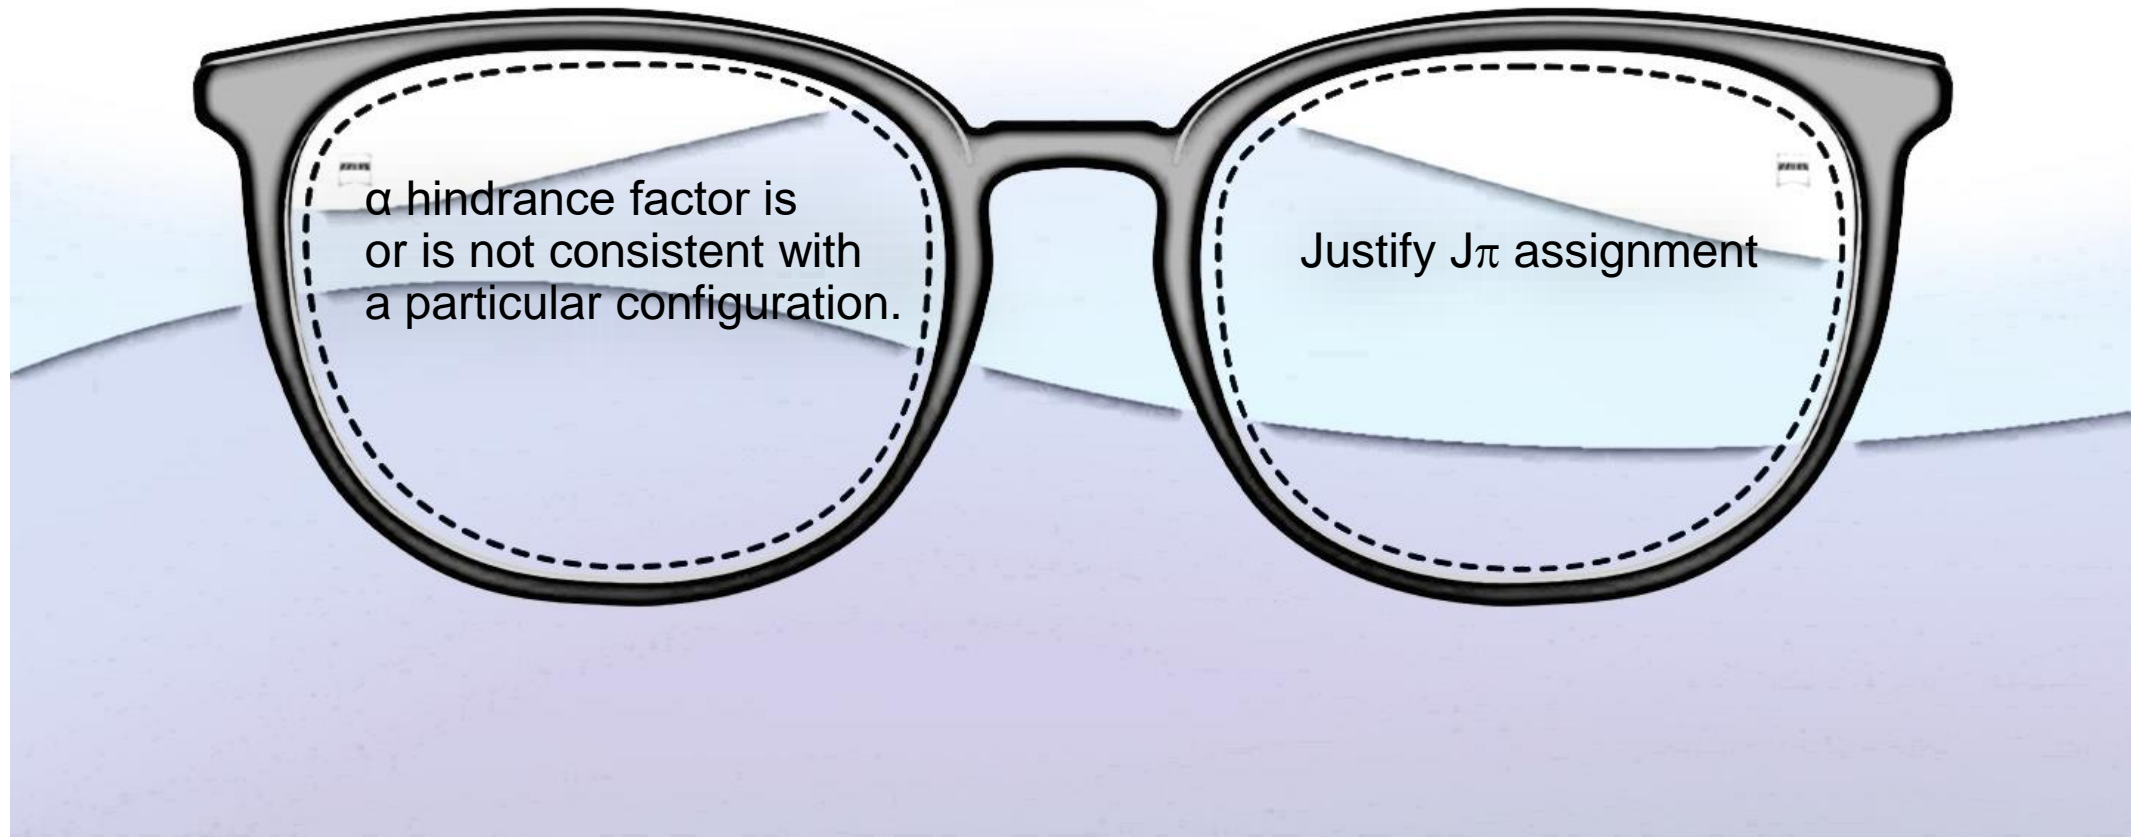 α hindrance factor is
or is not consistent with
a particular configuration.
Justify Jπ assignment